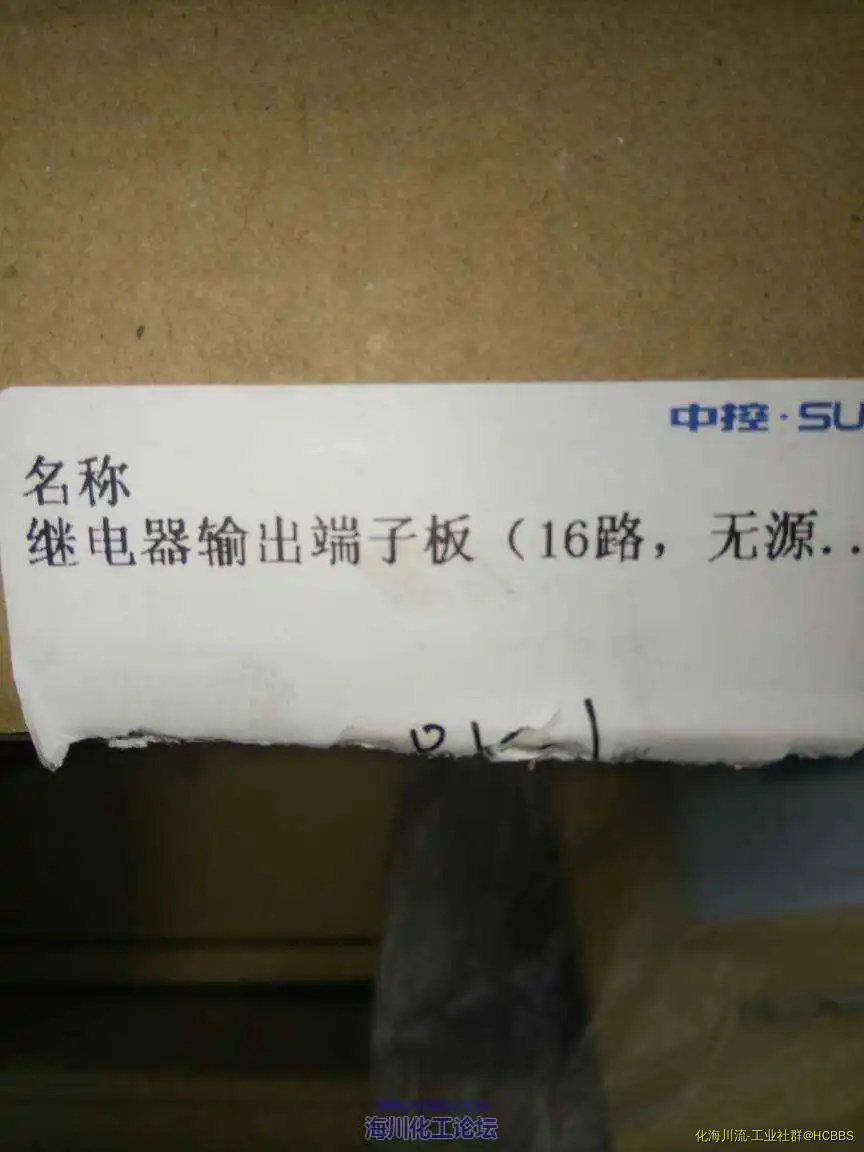 中控·SU
名称
继电器输出端子板（16路，无源..
海川化工论坛
化海川流-工业社群@HCBBS